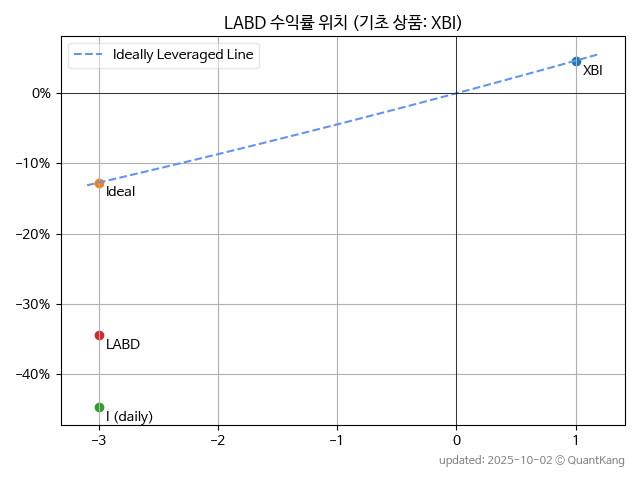 LABD 수익률 위치 (기초 상품: XBI)
Ideally Leveraged Line
0%
XBI
-10%
Ideal
-20%
-30%
LABD
-40%
I (daily)
-3
-2
-1
0
1
updated: 2025-10-02 © QuantKang